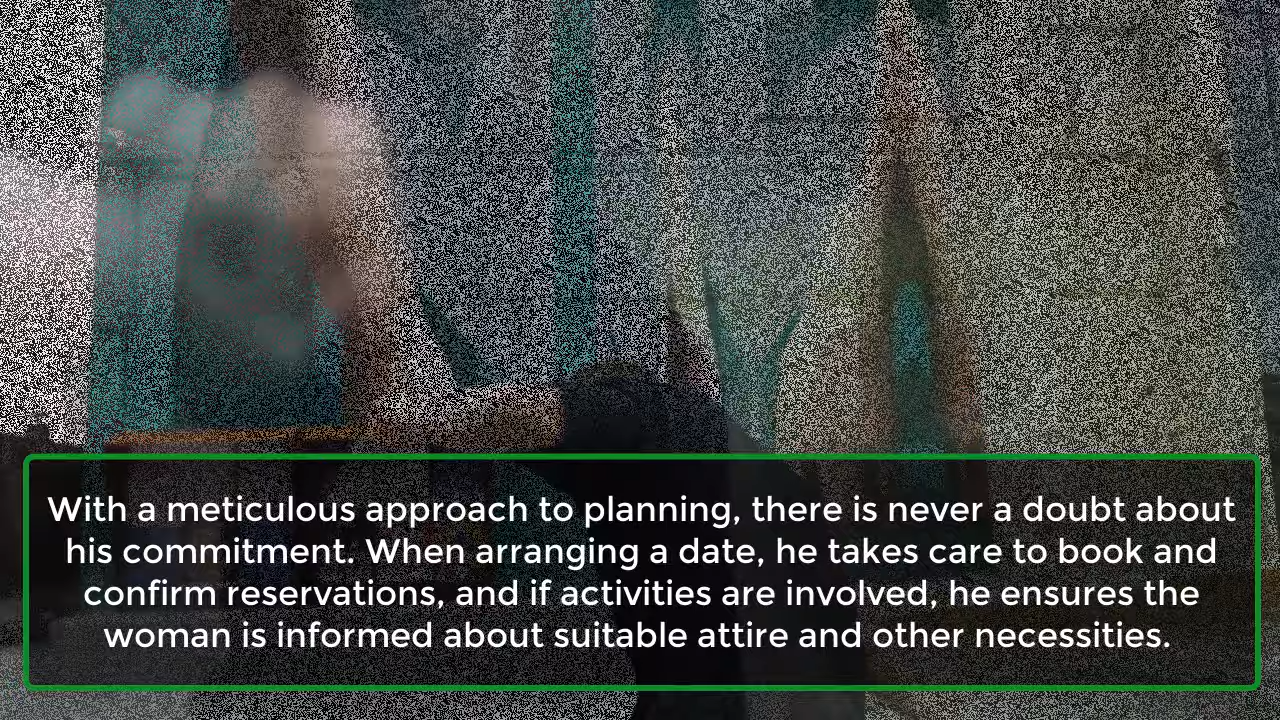 With a meticulous approach to planning, there is never a doubt about
his commitment. When arranging a date, he takes care to book and
confirm reservations, and if activities are involved, he ensures the
woman is informed about suitable attire and other necessities.